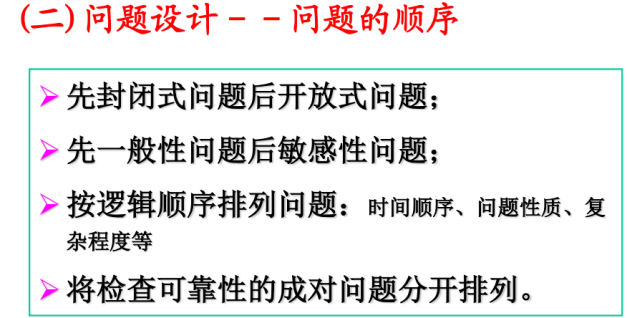 (二)问题设计－－问题的顺序
➢先封闭式问题后开放式问题；
➢先一般性问题后敏感性问题；
➢按逻辑顺序排列问题：时间顺序、问题性质、复
杂程度等
➢将检查可靠性的成对问题分开排列。